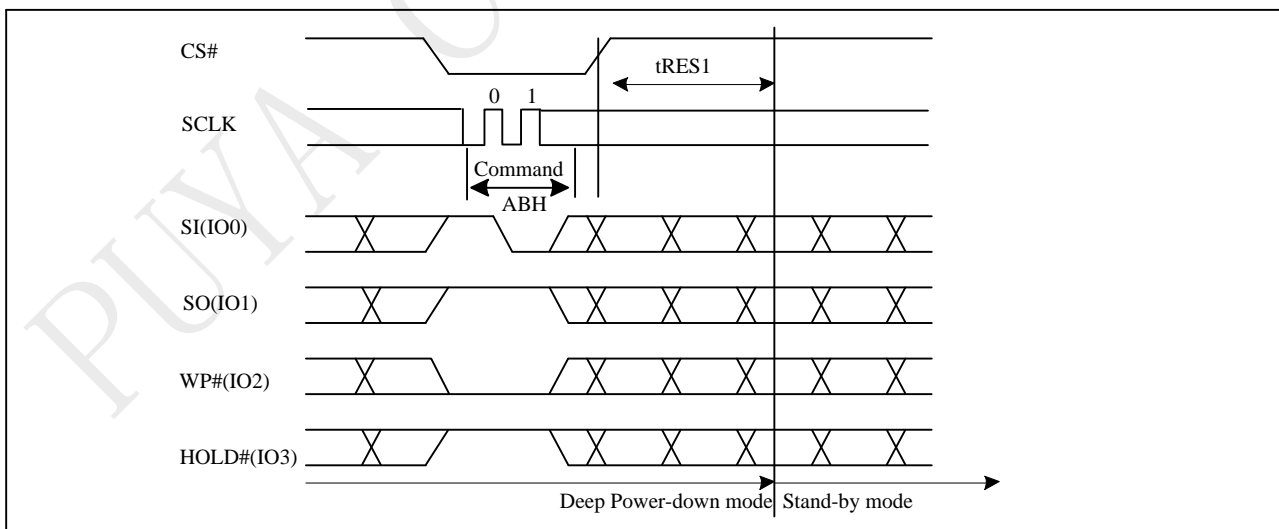 CS#
tRES1
0 1
SCLK
Command
ABH
SI(IO0)
SO(IO1)
WP#(IO2)
HOLD#(IO3)
Deep Power-down mode Stand-by mode
PUYA